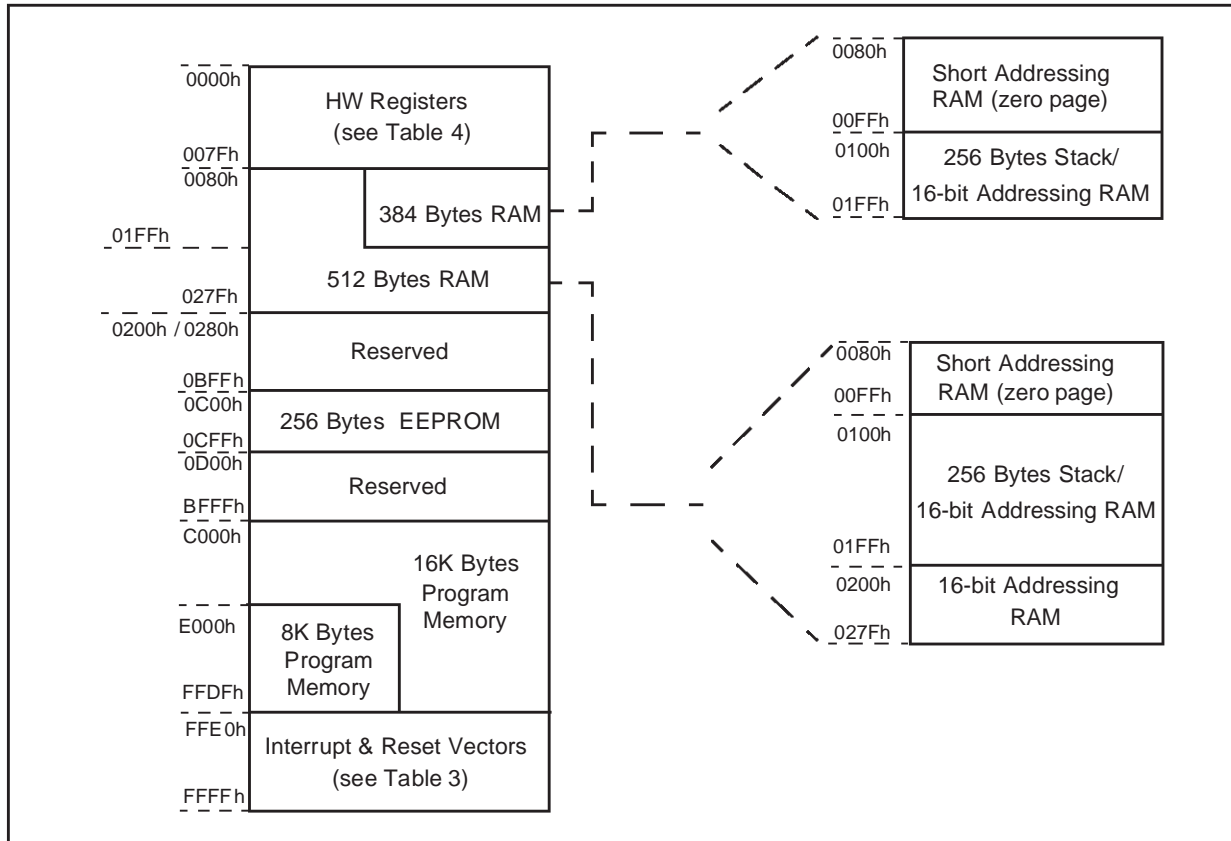 0000h
HW Registers
(see Table 4)
007Fh
0080h
384 Bytes RAM
01FFh
512 Bytes RAM
027Fh
0200h / 0280h
Reserved
0BFFh
0C00h
256 Bytes EEPROM
0CFFh
0D00h
Reserved
BFFFh
C000h
16K Bytes
Program
Memory
E000h
8K Bytes
Program
Memory
FFDFh
FFE0h
Interrupt & Reset Vectors
(see Table 3)
FFFFh
0080h
Short Addressing
RAM (zero page)
00FFh
0100h
256 Bytes Stack/
16-bit Addressing RAM
01FFh
0080h
Short Addressing
RAM (zero page)
00FFh
0100h
256 Bytes Stack/
16-bit Addressing RAM
01FFh
0200h
16-bit Addressing
RAM
027Fh